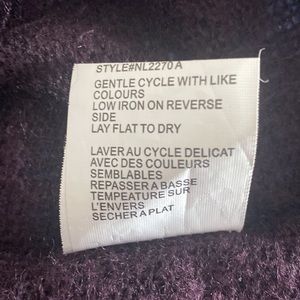 STYLE#NL2270 A
GENTLE CYCLE WITH LIKE
COLOURS
LOW IRON ON REVERSE
SIDE
LAY FLAT TO DRY
LAVER AU CYCLE DELICAT
AVEC DES COULEURS
SEMBLABLES
REPASSER A BASSE
TEMPEATURE SUR
L'ENVERS
SECHER A PLAT